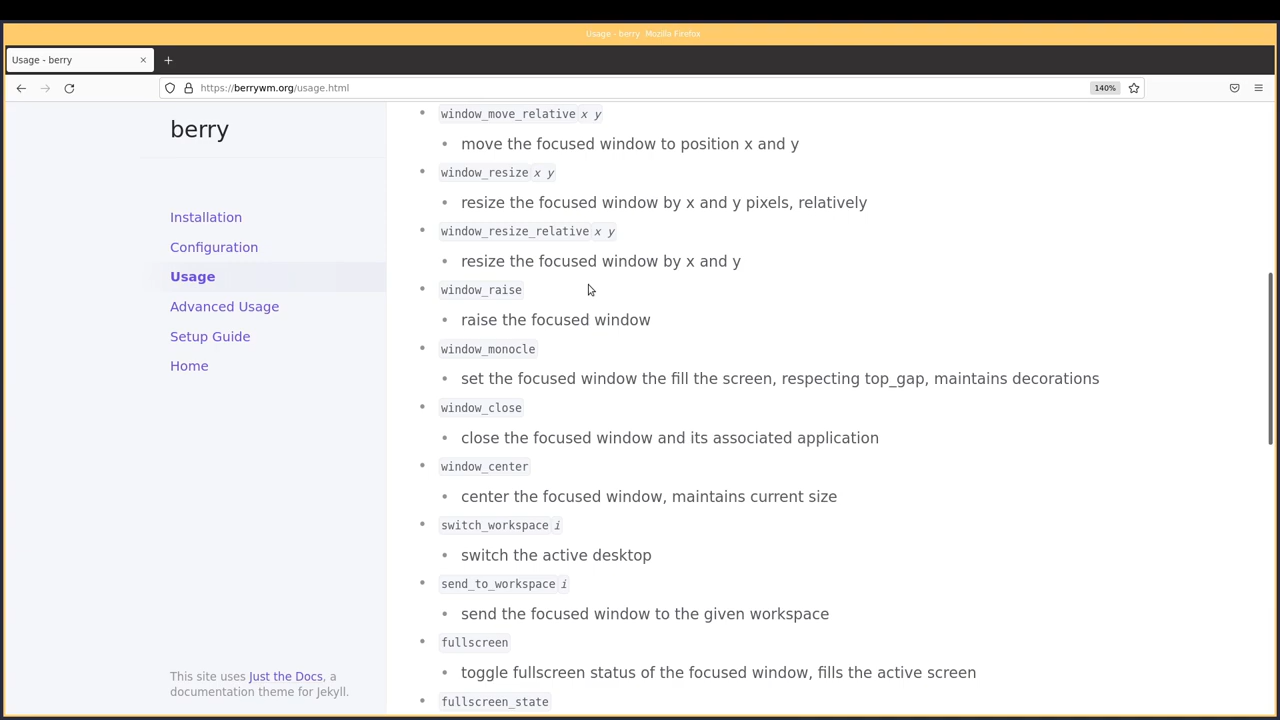 Usage - berry Mozilla Firefox
Usage - berry
https://berrywm.org/usage.html
140%
berry
Installation
Configuration
Usage
Advanced Usage
Setup Guide
Home
This site uses Just the Docs, a
documentation theme for Jekyll.
window_move_relative x y
move the focused window to position x and y
window_resize x y
resize the focused window by x and y pixels, relatively
window_resize_relative x y
resize the focused window by x and y
window_raise
raise the focused window
window_monocle
set the focused window the fill the screen, respecting top_gap, maintains decorations
window_close
close the focused window and its associated application
window_center
center the focused window, maintains current size
switch_workspace i
switch the active desktop
send_to_workspace i
send the focused window to the given workspace
fullscreen
toggle fullscreen status of the focused window, fills the active screen
fullscreen_state